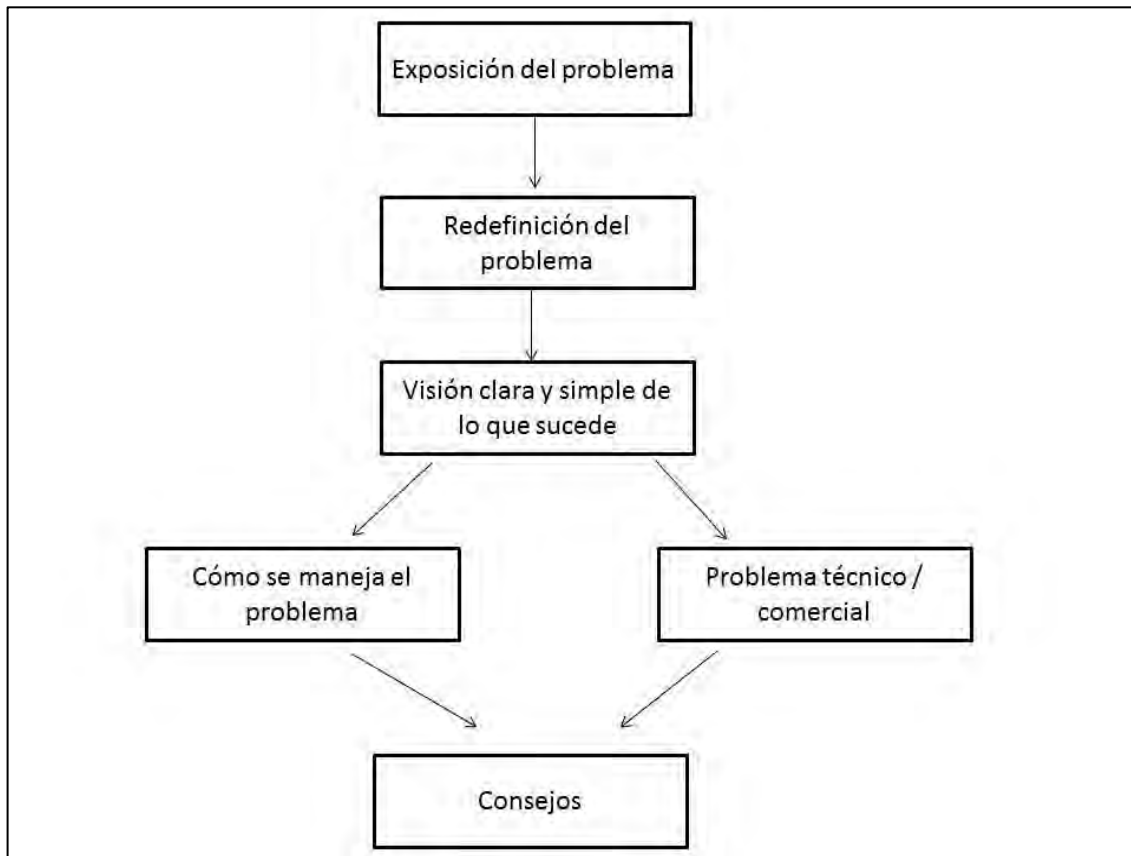 Exposición del problema
Redefinición del
problema
Visión clara y simple de
lo que sucede
Cómo se maneja el
problema
Problema técnico /
comercial
Consejos